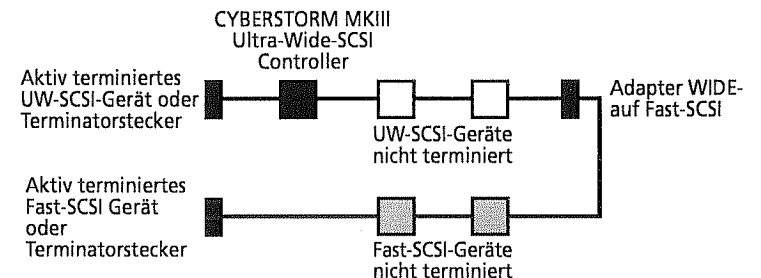 CYBERSTORM MKIII
Ultra-Wide-SCSI
Controller
Aktiv terminiertes
UW-SCSI-Gerät oder
Terminatorstecker
Adapter WIDE-
auf Fast-SCSI
UW-SCSI-Geräte
nicht terminiert
Aktiv terminiertes
Fast-SCSI Gerät
oder
Terminatorstecker
Fast-SCSI-Geräte
nicht terminiert